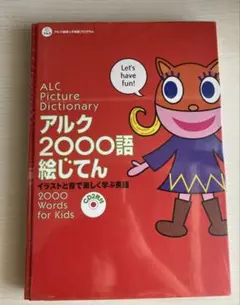 Let's
have
fun!
ALC
Picture
Dictionary
アルク
2000語
絵じてん
イラストと音で楽しく学ぶ英語
2000
Words
for Kids
CD2枚付